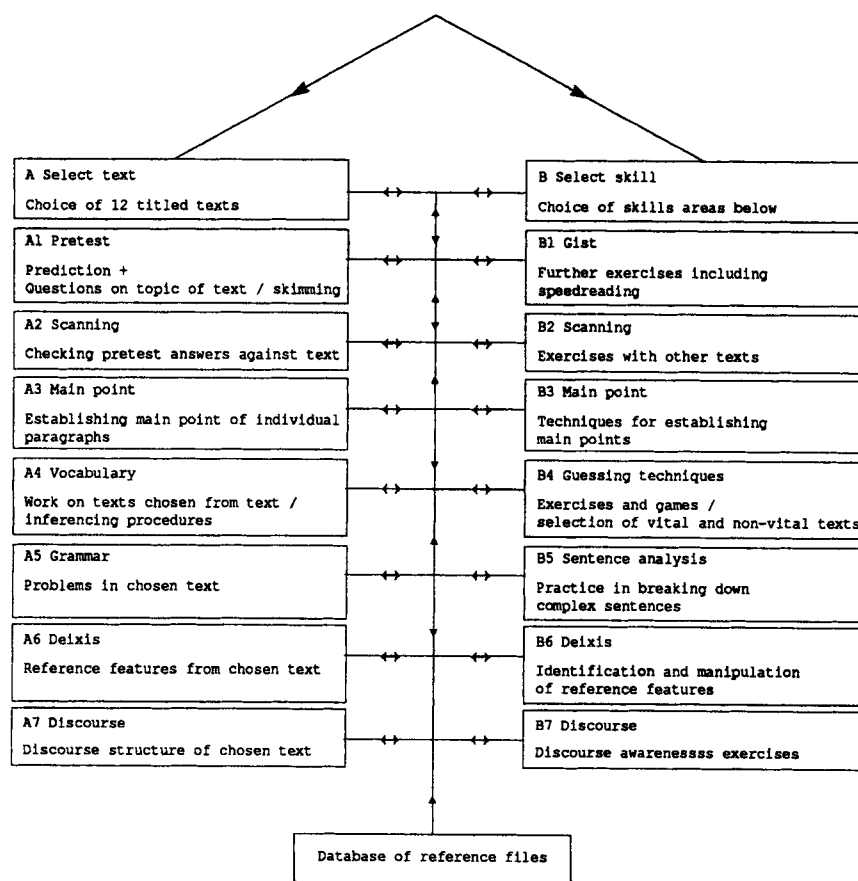 A Select text
Choice of 12 titled texts
A1 Pretest
Prediction +
Questions on topic of text / skimming
A2 Scanning
Checking pretest answers against text
A3 Main point
Establishing main point of individual
paragraphs
A4 Vocabulary
Work on texts chosen from text /
inferencing procedures
A5 Grammar
Problems in chosen text
A6 Deixis
Reference features from chosen text
A7 Discourse
Discourse structure of chosen text
B Select skill
Choice of skills areas below
B1 Gist
Further exercises including
speedreading
B2 Scanning
Exercises with other texts
B3 Main point
Techniques for establishing
main points
B4 Guessing techniques
Exercises and games /
selection of vital and non-vital texts
B5 Sentence analysis
Practice in breaking down
complex sentences
B6 Deixis
Identification and manipulation
of reference features
B7 Discourse
Discourse awarenessss exercises
Database of reference files